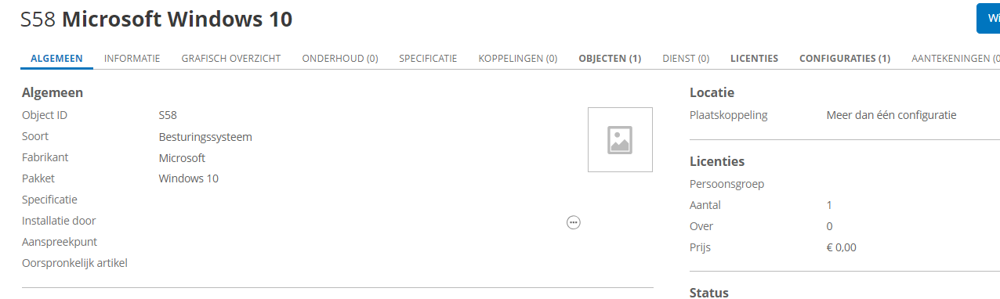 S58 Microsoft Windows 10
Wi
ALGEMEEN INFORMATIE GRAFISCH OVERZICHT ONDERHOUD (0) SPECIFICATIE KOPPELINGEN (0) OBJECTEN (1) DIENST (0) LICENTIES CONFIGURATIES (1) AANTEKENINGEN (0
Algemeen
Object ID S58
Soort Besturingssysteem
Fabrikant Microsoft
Pakket Windows 10
Specificatie
Installatie door
Aanspreekpunt
Oorspronkelijk artikel
Locatie
Plaatskoppeling Meer dan één configuratie
Licenties
Persoonsgroep
Aantal 1
Over 0
Prijs € 0,00
Status